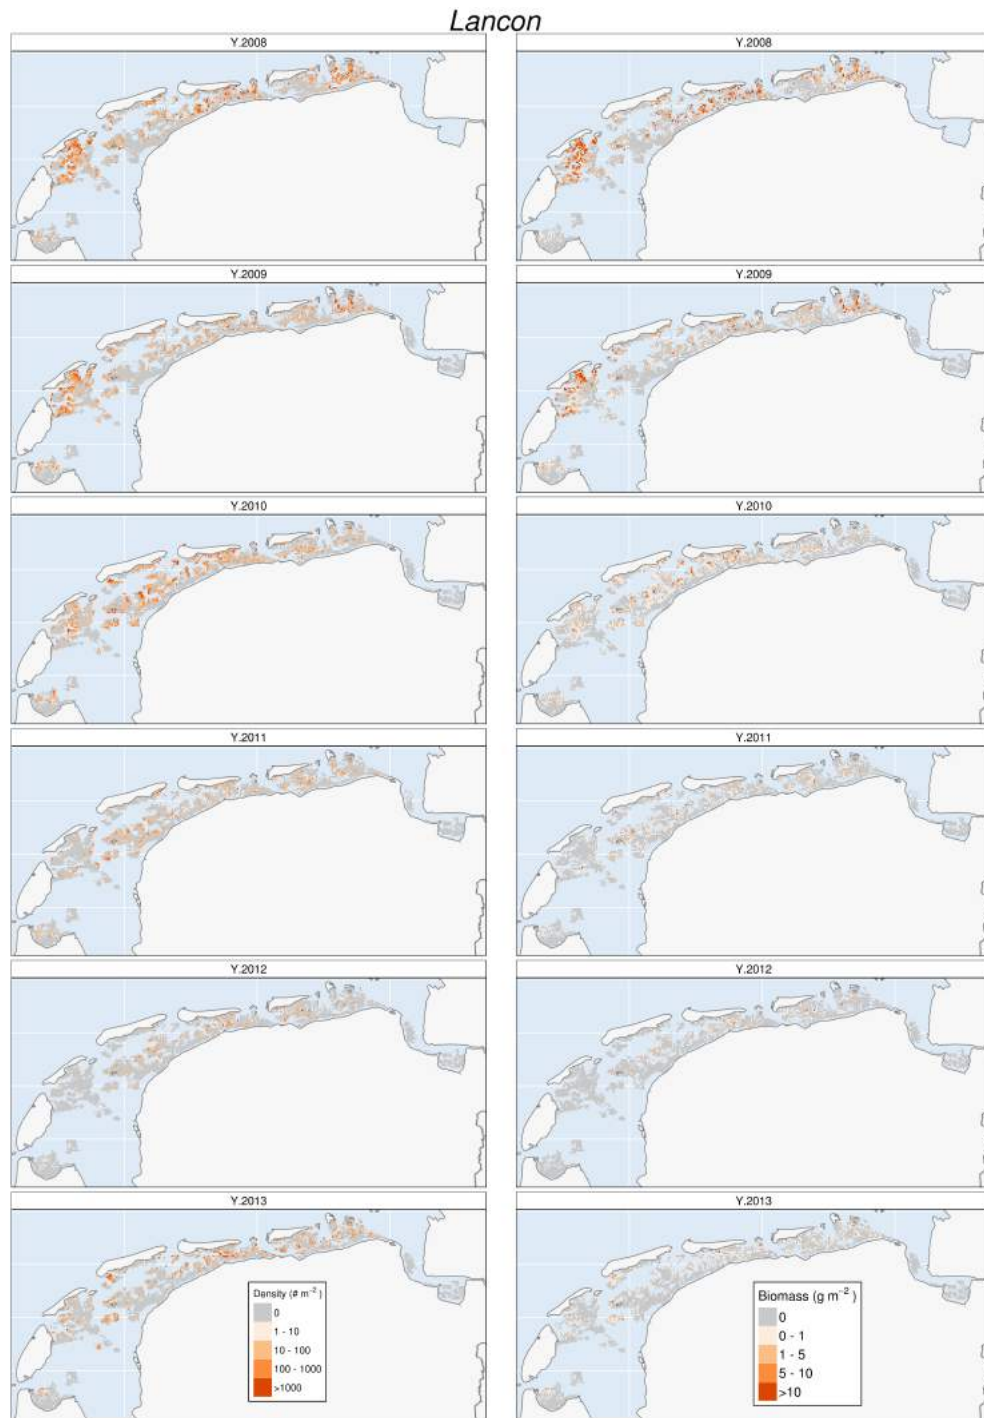 Lancon
Y.2008
Y.2008
Y.2009
Y.2009
Y.2010
Y.2010
Y.2011
Y.2011
Y.2012
Y.2012
Y.2013
Y.2013
Density (# m⁻²)
0
1 - 10
10 - 100
100 - 1000
>1000
Biomass (g m⁻²)
0
0 - 1
1 - 5
5 - 10
>10